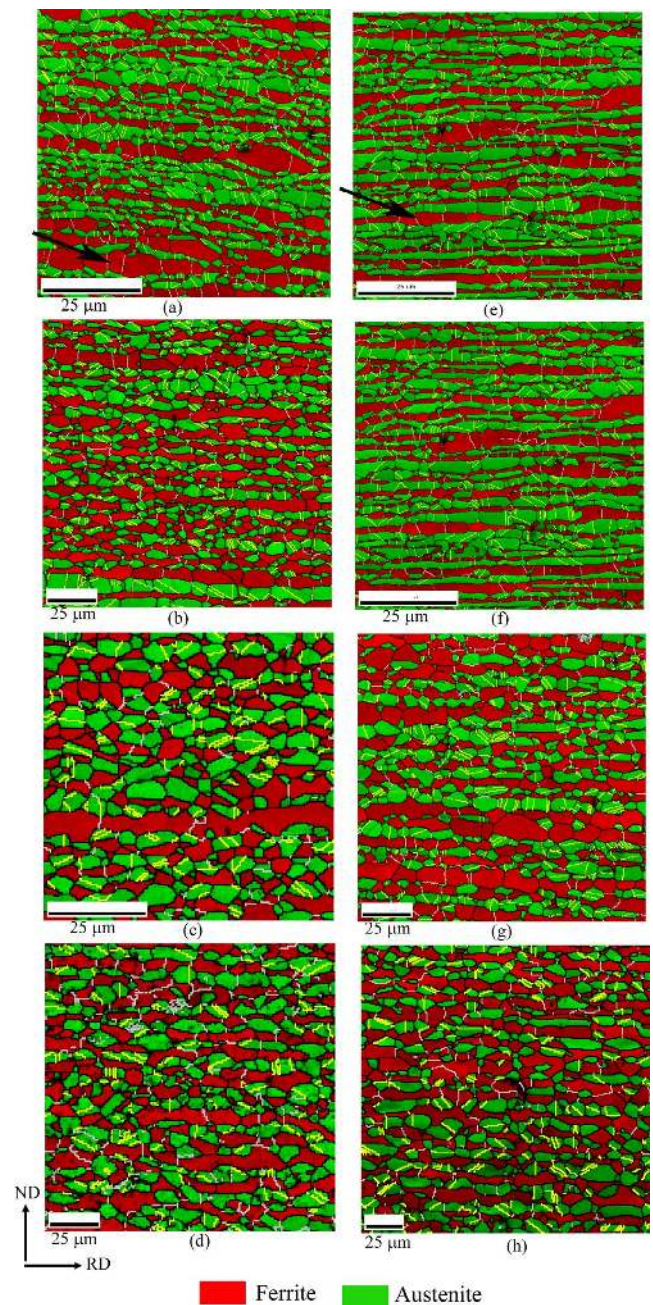 25 μm
(a)
25 μm
(e)
25 μm
(b)
(f)
25 μm
(c)
25 μm
(g)
25 μm
(d)
25 μm
(h)
ND
RD
Ferrite
Austenite